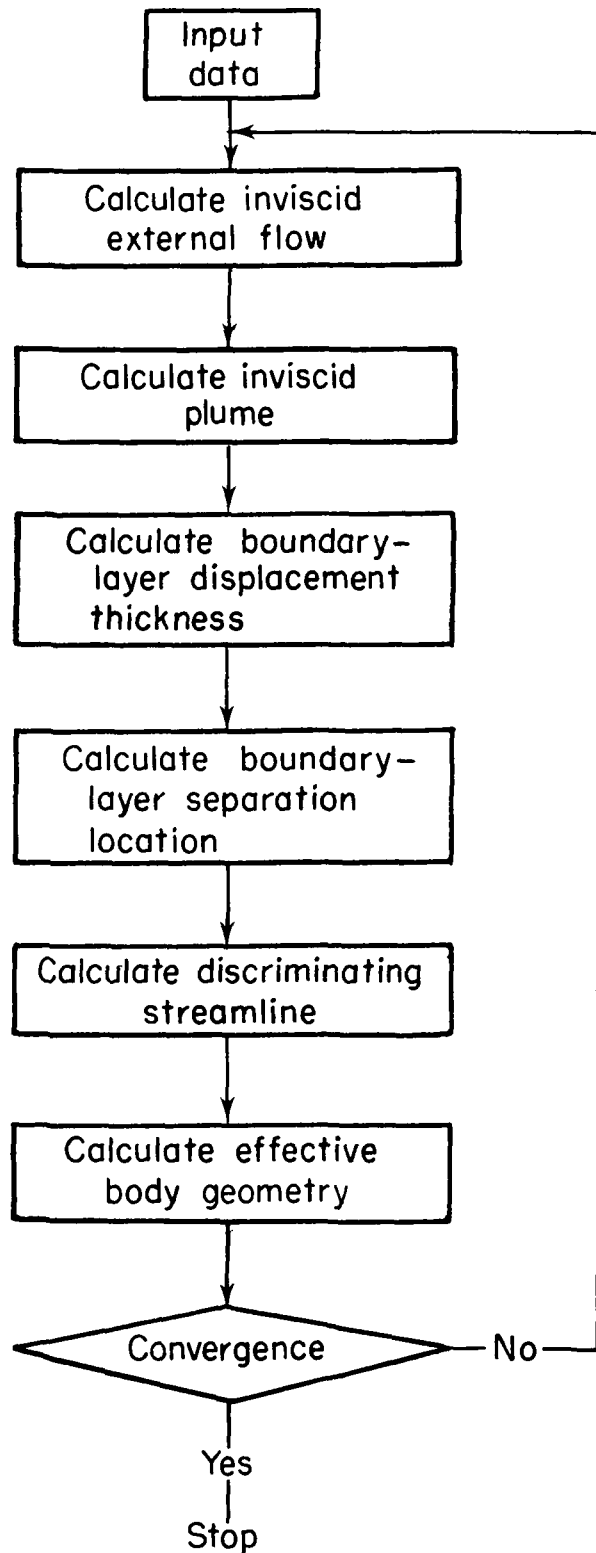 Input
data
Calculate inviscid
external flow
Calculate inviscid
plume
Calculate boundary-
layer displacement
thickness
Calculate boundary-
layer separation
location
Calculate discriminating
streamline
Calculate effective
body geometry
Convergence
No
Yes
Stop